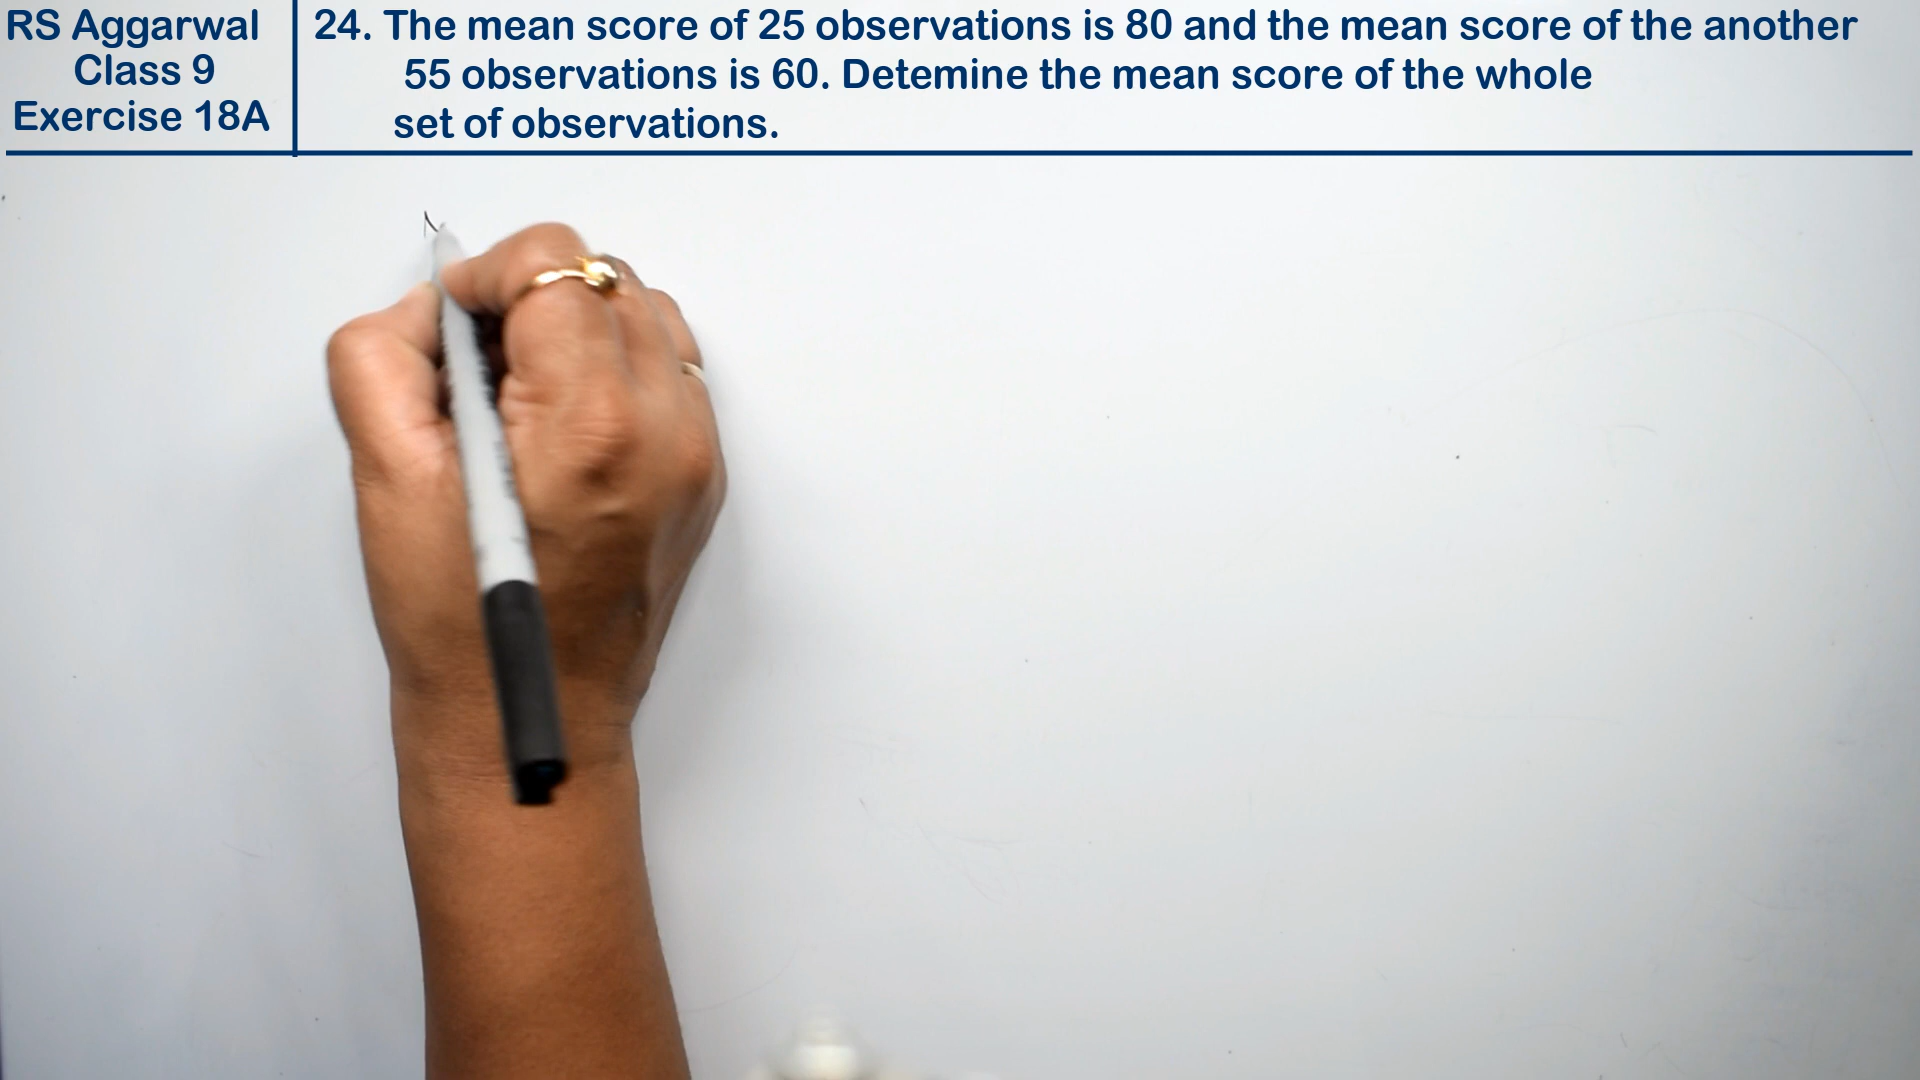 RS Aggarwal
Class 9
Exercise 18A
24. The mean score of 25 observations is 80 and the mean score of the another
55 observations is 60. Detemine the mean score of the whole
set of observations.